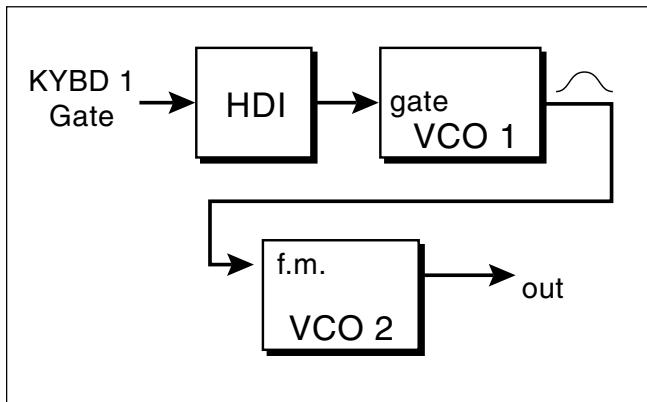 KYBD 1
Gate
HDI
gate
VCO 1
f.m.
VCO 2
out